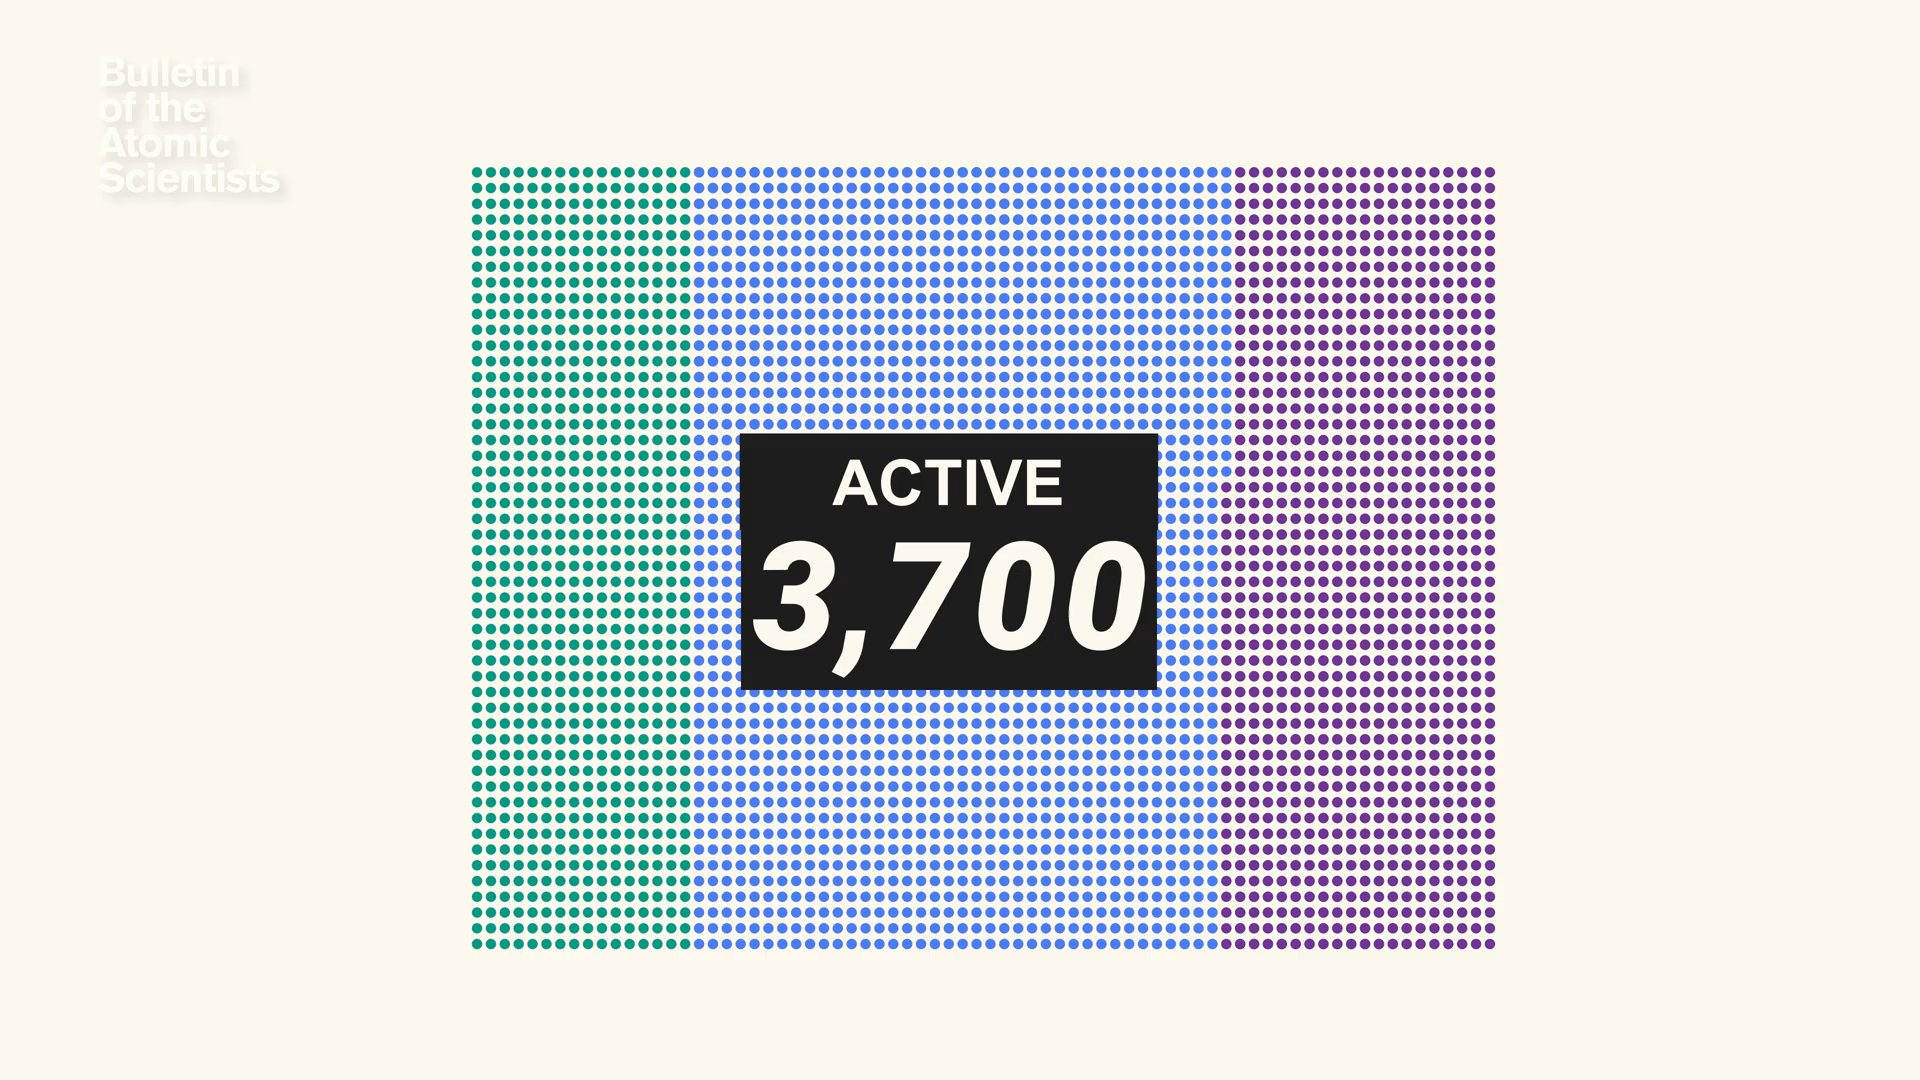 Bulletin
of the
Atomic
Scientists
ACTIVE
3,700